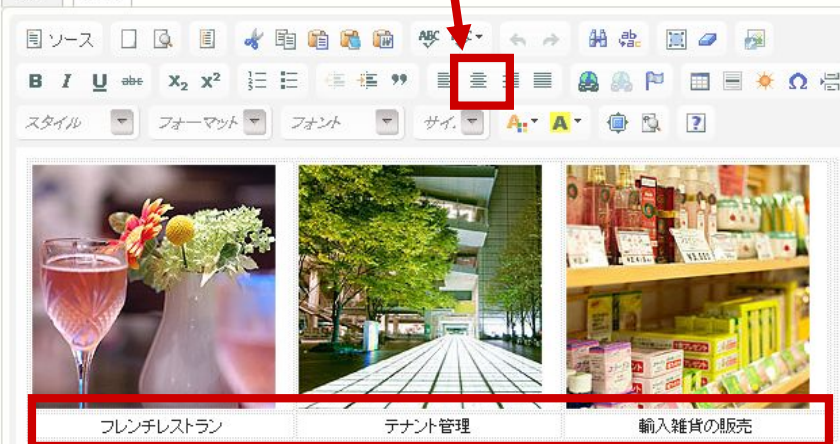 ソース ABC ABC
B I U abc X₂ X² ”
スタイル フォーマット フォント サイ. A A ?
フレンチレストラン テナント管理 輸入雑貨の販売